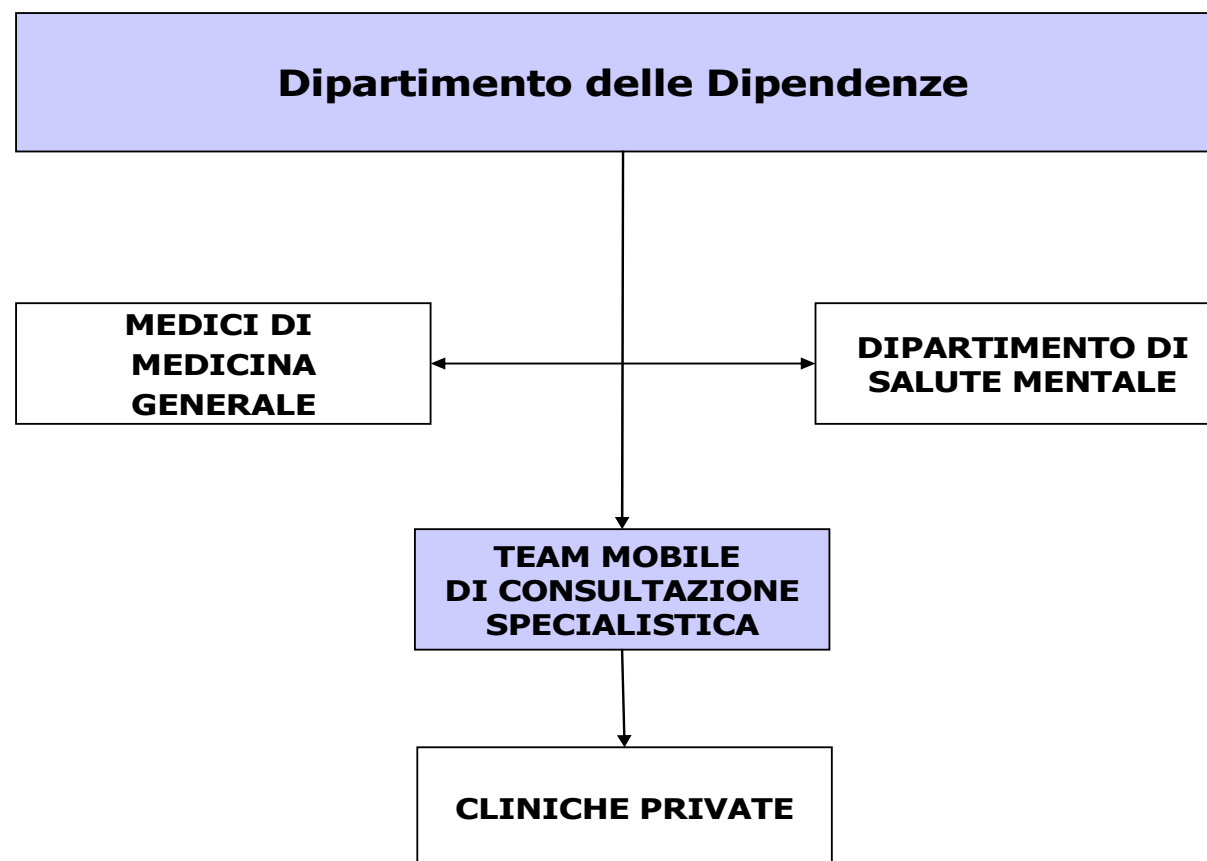 Dipartimento delle Dipendenze
MEDICI DI
MEDICINA
GENERALE
DIPARTIMENTO DI
SALUTE MENTALE
TEAM MOBILE
DI CONSULTAZIONE
SPECIALISTICA
CLINICHE PRIVATE